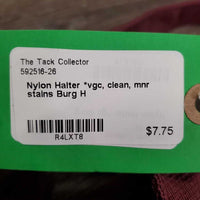 The Tack Collector
592516-26
Nylon Halter *vgc, clean, mnr
stains Burg H
R4LXT8
$7.75